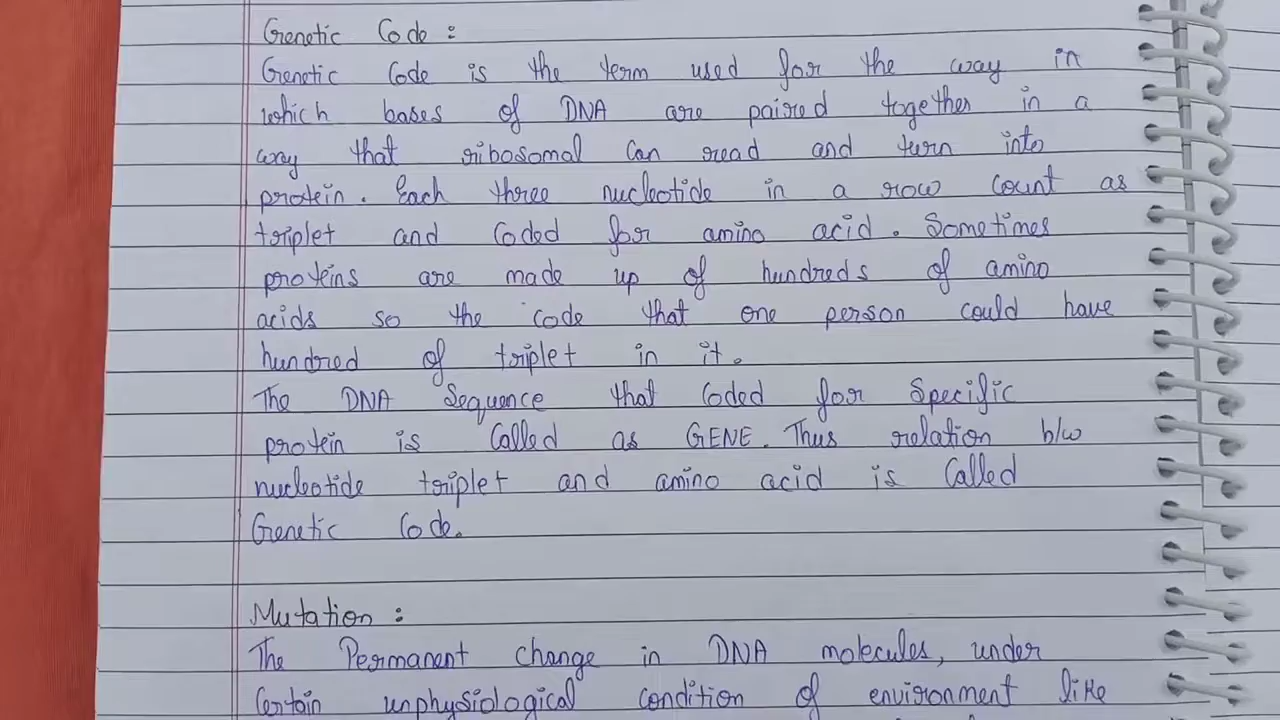 Genetic Code :
Genetic Code is the term used for the way in
which bases of DNA are paired together in a
way that ribosomal can read and turn into
protein. Each three nucleotide in a row count as
triplet and coded for amino acid. Sometimes
proteins are made up of hundreds of amino
acids so the code that one person could have
hundred of triplet in it.
The DNA Sequence that coded for Specific
protein is called as GENE. Thus relation b/w
nucleotide triplet and amino acid is called
Genetic Code.
Mutation :
The Permanent change in DNA molecules, under
Certain unphysiological condition of environment like